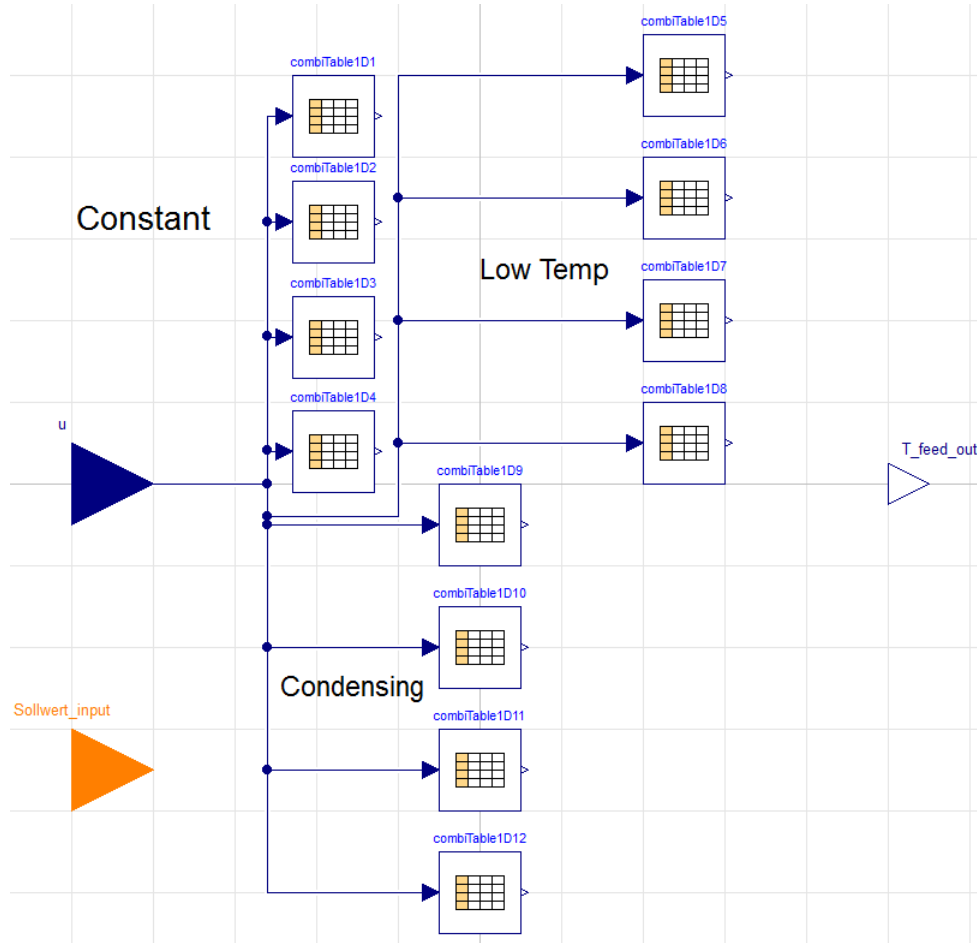 combiTable1D5
combiTable1D1
combiTable1D6
combiTable1D2
Constant
Low Temp
combiTable1D7
combiTable1D3
combiTable1D8
combiTable1D4
u
T_feed_out
combiTable1D9
combiTable1D10
Condensing
Sollwert_input
combiTable1D11
combiTable1D12